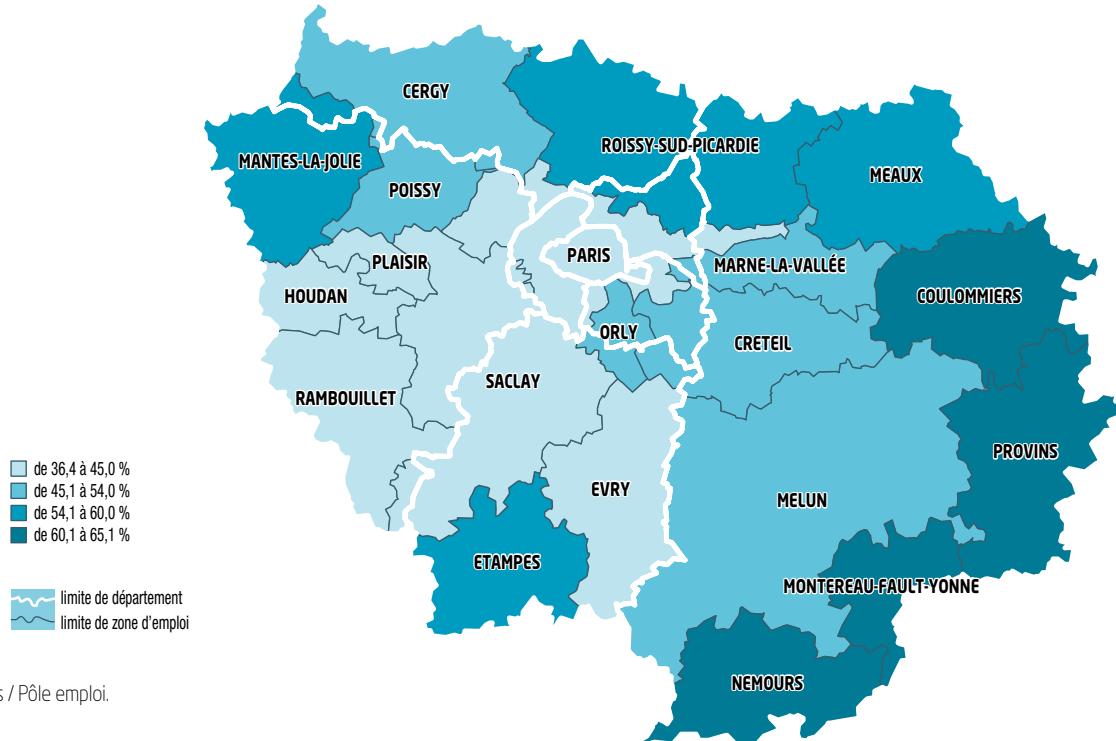 CERGY
ROISSY-SUD-PICARDIE
MANTES-LA-JOLIE
MEAUX
POISSY
PARIS
PLAISIR
MARNE-LA-VALLÉE
HOUDAN
COULOMMIERS
ORLY
CRETEIL
SACLAY
RAMBOUILLET
PROVINS
EVRY
MELUN
ETAMPES
MONTEREAU-FAULT-YONNE
NEMOURS
de 36,4 à 45,0 %
de 45,1 à 54,0 %
de 54,1 à 60,0 %
de 60,1 à 65,1 %
limite de département
limite de zone d'emploi
s / Pôle emploi.